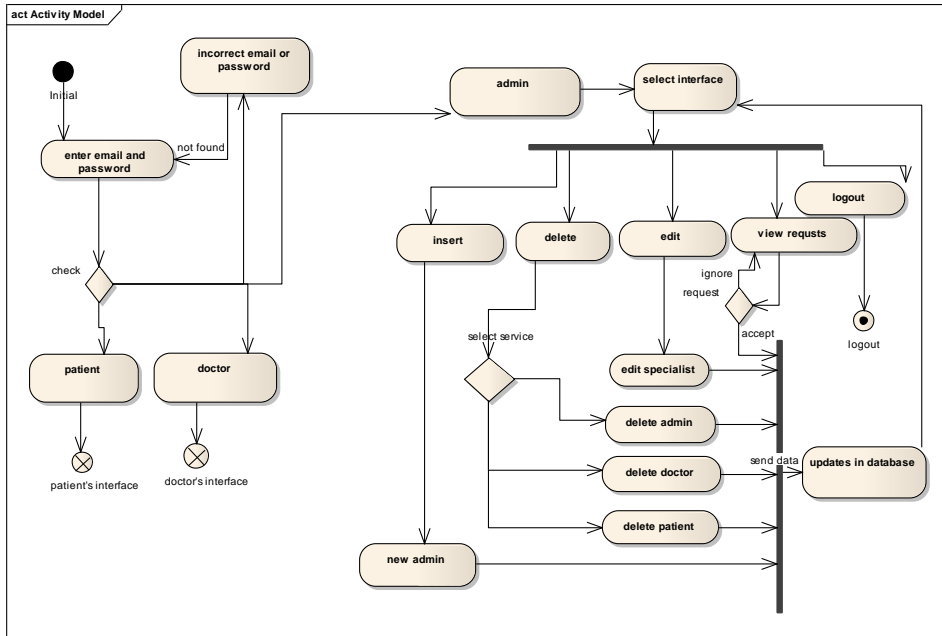 act Activity Model
Initial
incorrect email or
password
enter email and
password
not found
check
patient
doctor
patient's interface
doctor's interface
admin
select interface
insert
delete
edit
view requsts
logout
ignore
request
accept
logout
select service
edit specialist
delete admin
delete doctor
delete patient
new admin
send data
updates in database